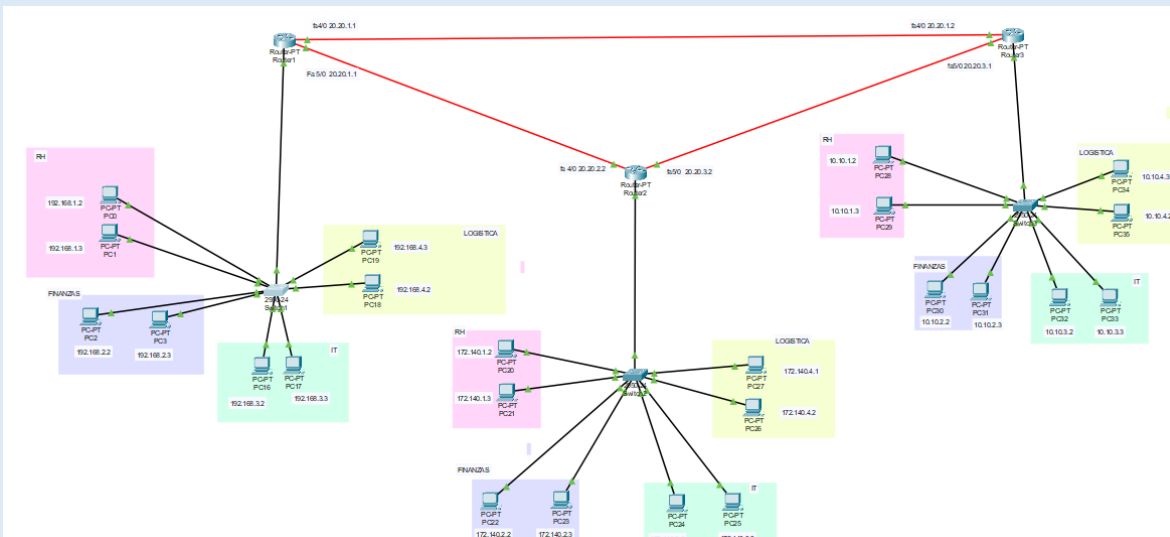 fa4/0 20.20.1.1
fa4/0 20.20.1.2
Router-PT
Router1
Router-PT
Router3
Fa5/0 20.20.1.1
fa5/0 20.20.3.1
fa 4/0 20.20.2.2
fa5/0 20.20.3.2
Router-PT
Router2
RH
192.168.1.2
PC-PT
PC0
192.168.1.3
PC-PT
PC1
LOGISTICA
192.168.4.3
PC-PT
PC19
192.168.4.2
PC-PT
PC18
FINANZAS
PC-PT
PC2
PC-PT
PC3
192.168.2.2
192.168.2.3
IT
PC-PT
PC16
PC-PT
PC17
192.168.3.2
192.168.3.3
RH
172.140.1.2
PC-PT
PC20
172.140.1.3
PC-PT
PC21
LOGISTICA
172.140.4.1
PC-PT
PC27
172.140.4.2
PC-PT
PC26
FINANZAS
PC-PT
PC22
PC-PT
PC23
172.140.2.2
172.140.2.3
IT
PC-PT
PC24
PC-PT
PC25
RH
10.10.1.2
PC-PT
PC28
10.10.1.3
PC-PT
PC29
LOGISTICA
10.10.4.3
PC-PT
PC34
10.10.4.2
PC-PT
PC35
FINANZAS
PC-PT
PC30
PC-PT
PC31
10.10.2.2
10.10.2.3
IT
PC-PT
PC32
PC-PT
PC33
10.10.3.2
10.10.3.3